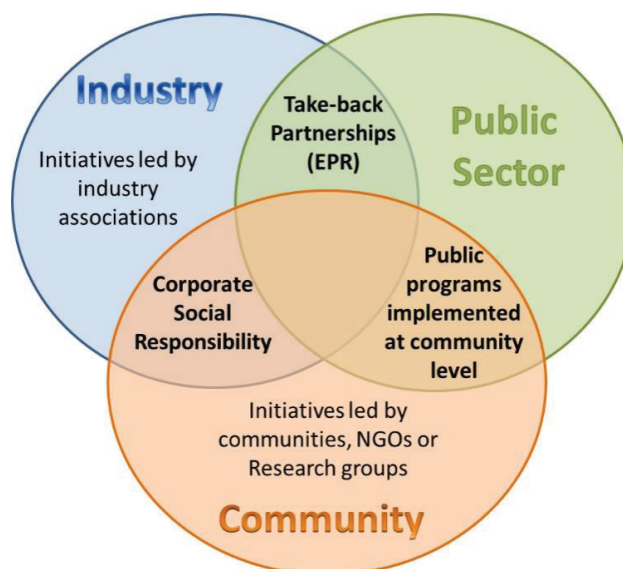 Industry
Initiatives led by
industry
associations
Take-back
Partnerships
(EPR)
Public
Sector
Corporate
Social
Responsibility
Public
programs
implemented
at community
level
Initiatives led by
communities, NGOs or
Research groups
Community